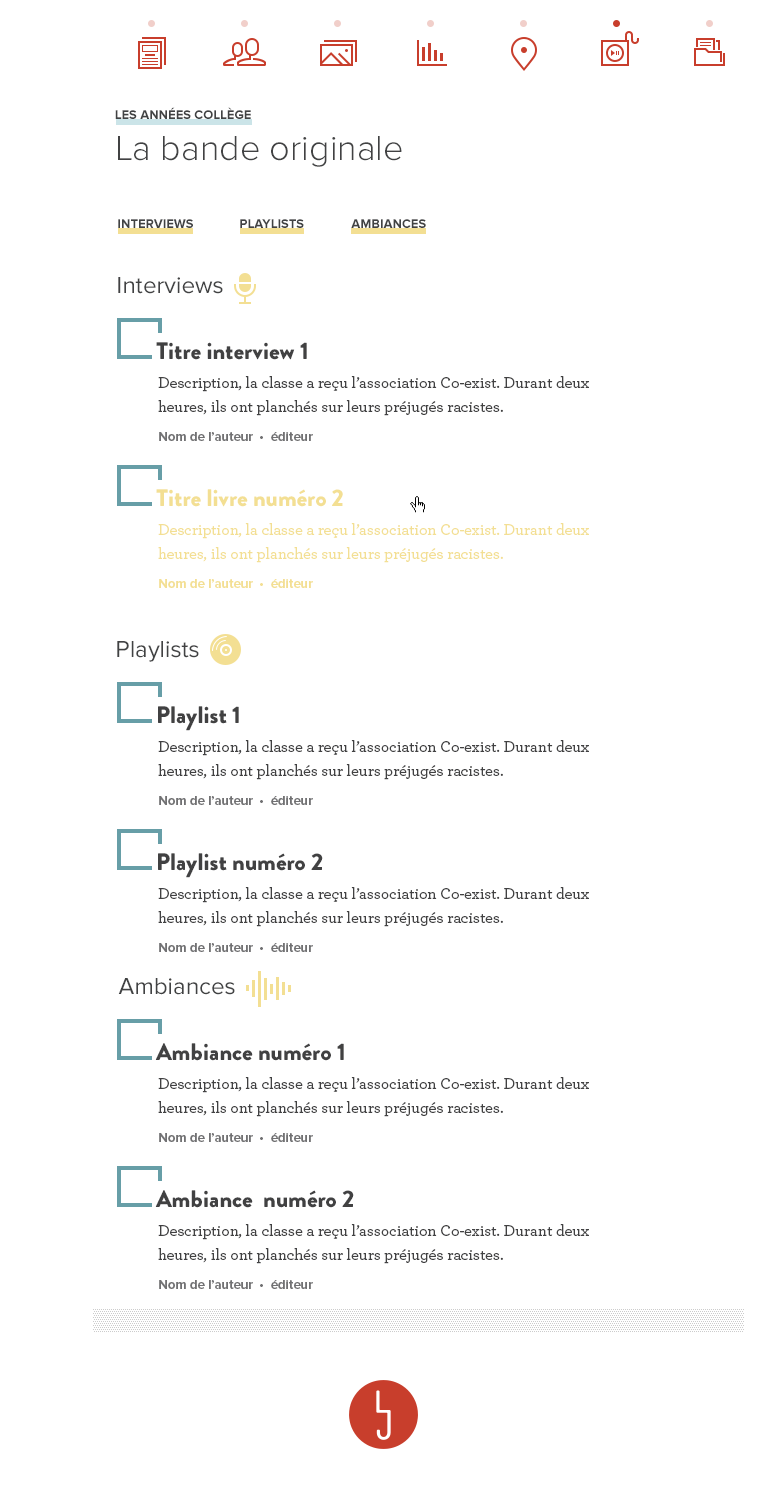 LES ANNÉES COLLÈGE
La bande originale
INTERVIEWS PLAYLISTS AMBIANCES
Interviews
Titre interview 1
Description, la classe a reçu l’association Co-exist. Durant deux
heures, ils ont planchés sur leurs préjugés racistes.
Nom de l’auteur • éditeur
Titre livre numéro 2
Description, la classe a reçu l’association Co-exist. Durant deux
heures, ils ont planchés sur leurs préjugés racistes.
Nom de l’auteur • éditeur
Playlists
Playlist 1
Description, la classe a reçu l’association Co-exist. Durant deux
heures, ils ont planchés sur leurs préjugés racistes.
Nom de l’auteur • éditeur
Playlist numéro 2
Description, la classe a reçu l’association Co-exist. Durant deux
heures, ils ont planchés sur leurs préjugés racistes.
Nom de l’auteur • éditeur
Ambiances
Ambiance numéro 1
Description, la classe a reçu l’association Co-exist. Durant deux
heures, ils ont planchés sur leurs préjugés racistes.
Nom de l’auteur • éditeur
Ambiance numéro 2
Description, la classe a reçu l’association Co-exist. Durant deux
heures, ils ont planchés sur leurs préjugés racistes.
Nom de l’auteur • éditeur